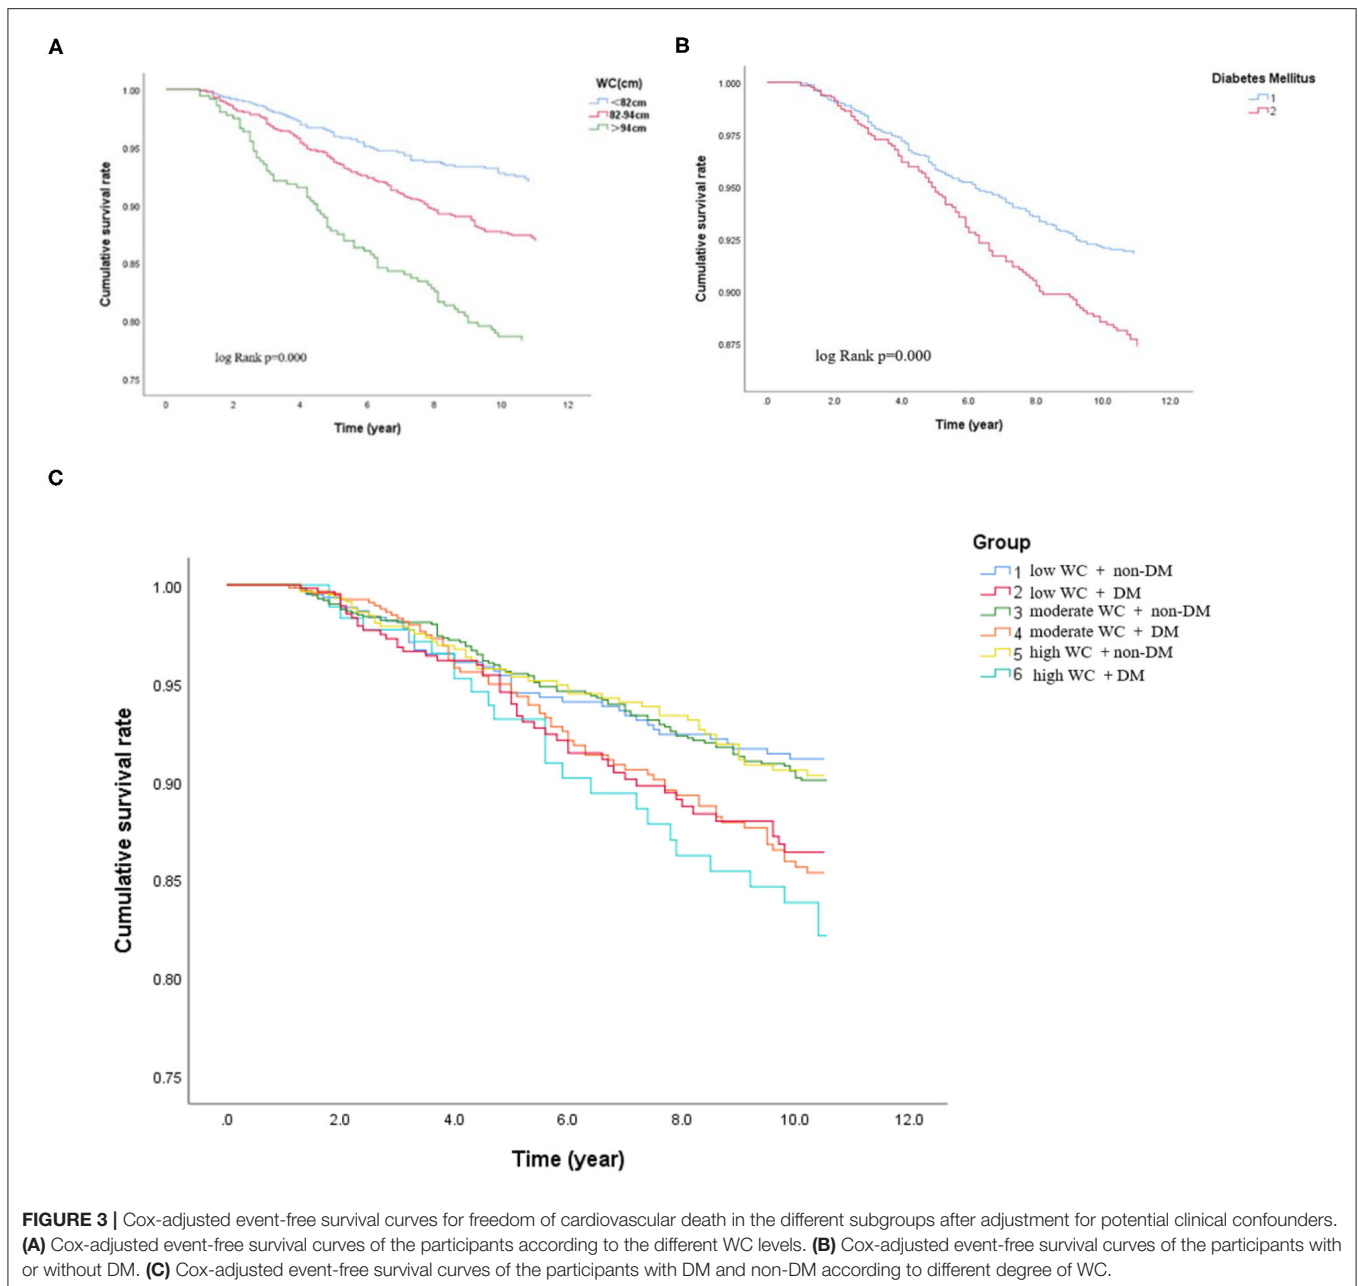 A
WC(cm)
<82cm
82-94cm
>94cm
1.00
0.95
0.90
0.85
0.80
0.75
Cumulative survival rate
log Rank p=0.000
0 2 4 6 8 10 12
Time (year)
B
Diabetes Mellitus
1
2
1.000
0.975
0.950
0.925
0.900
0.875
Cumulative survival rate
log Rank p=0.000
.0 2.0 4.0 6.0 8.0 10.0 12.0
Time (year)
C
Group
1 low WC + non-DM
2 low WC + DM
3 moderate WC + non-DM
4 moderate WC + DM
5 high WC + non-DM
6 high WC + DM
1.00
0.95
0.90
0.85
0.80
0.75
Cumulative survival rate
.0 2.0 4.0 6.0 8.0 10.0 12.0
Time (year)
FIGURE 3 | Cox-adjusted event-free survival curves for freedom of cardiovascular death in the different subgroups after adjustment for potential clinical confounders.
(A) Cox-adjusted event-free survival curves of the participants according to the different WC levels. (B) Cox-adjusted event-free survival curves of the participants with
or without DM. (C) Cox-adjusted event-free survival curves of the participants with DM and non-DM according to different degree of WC.